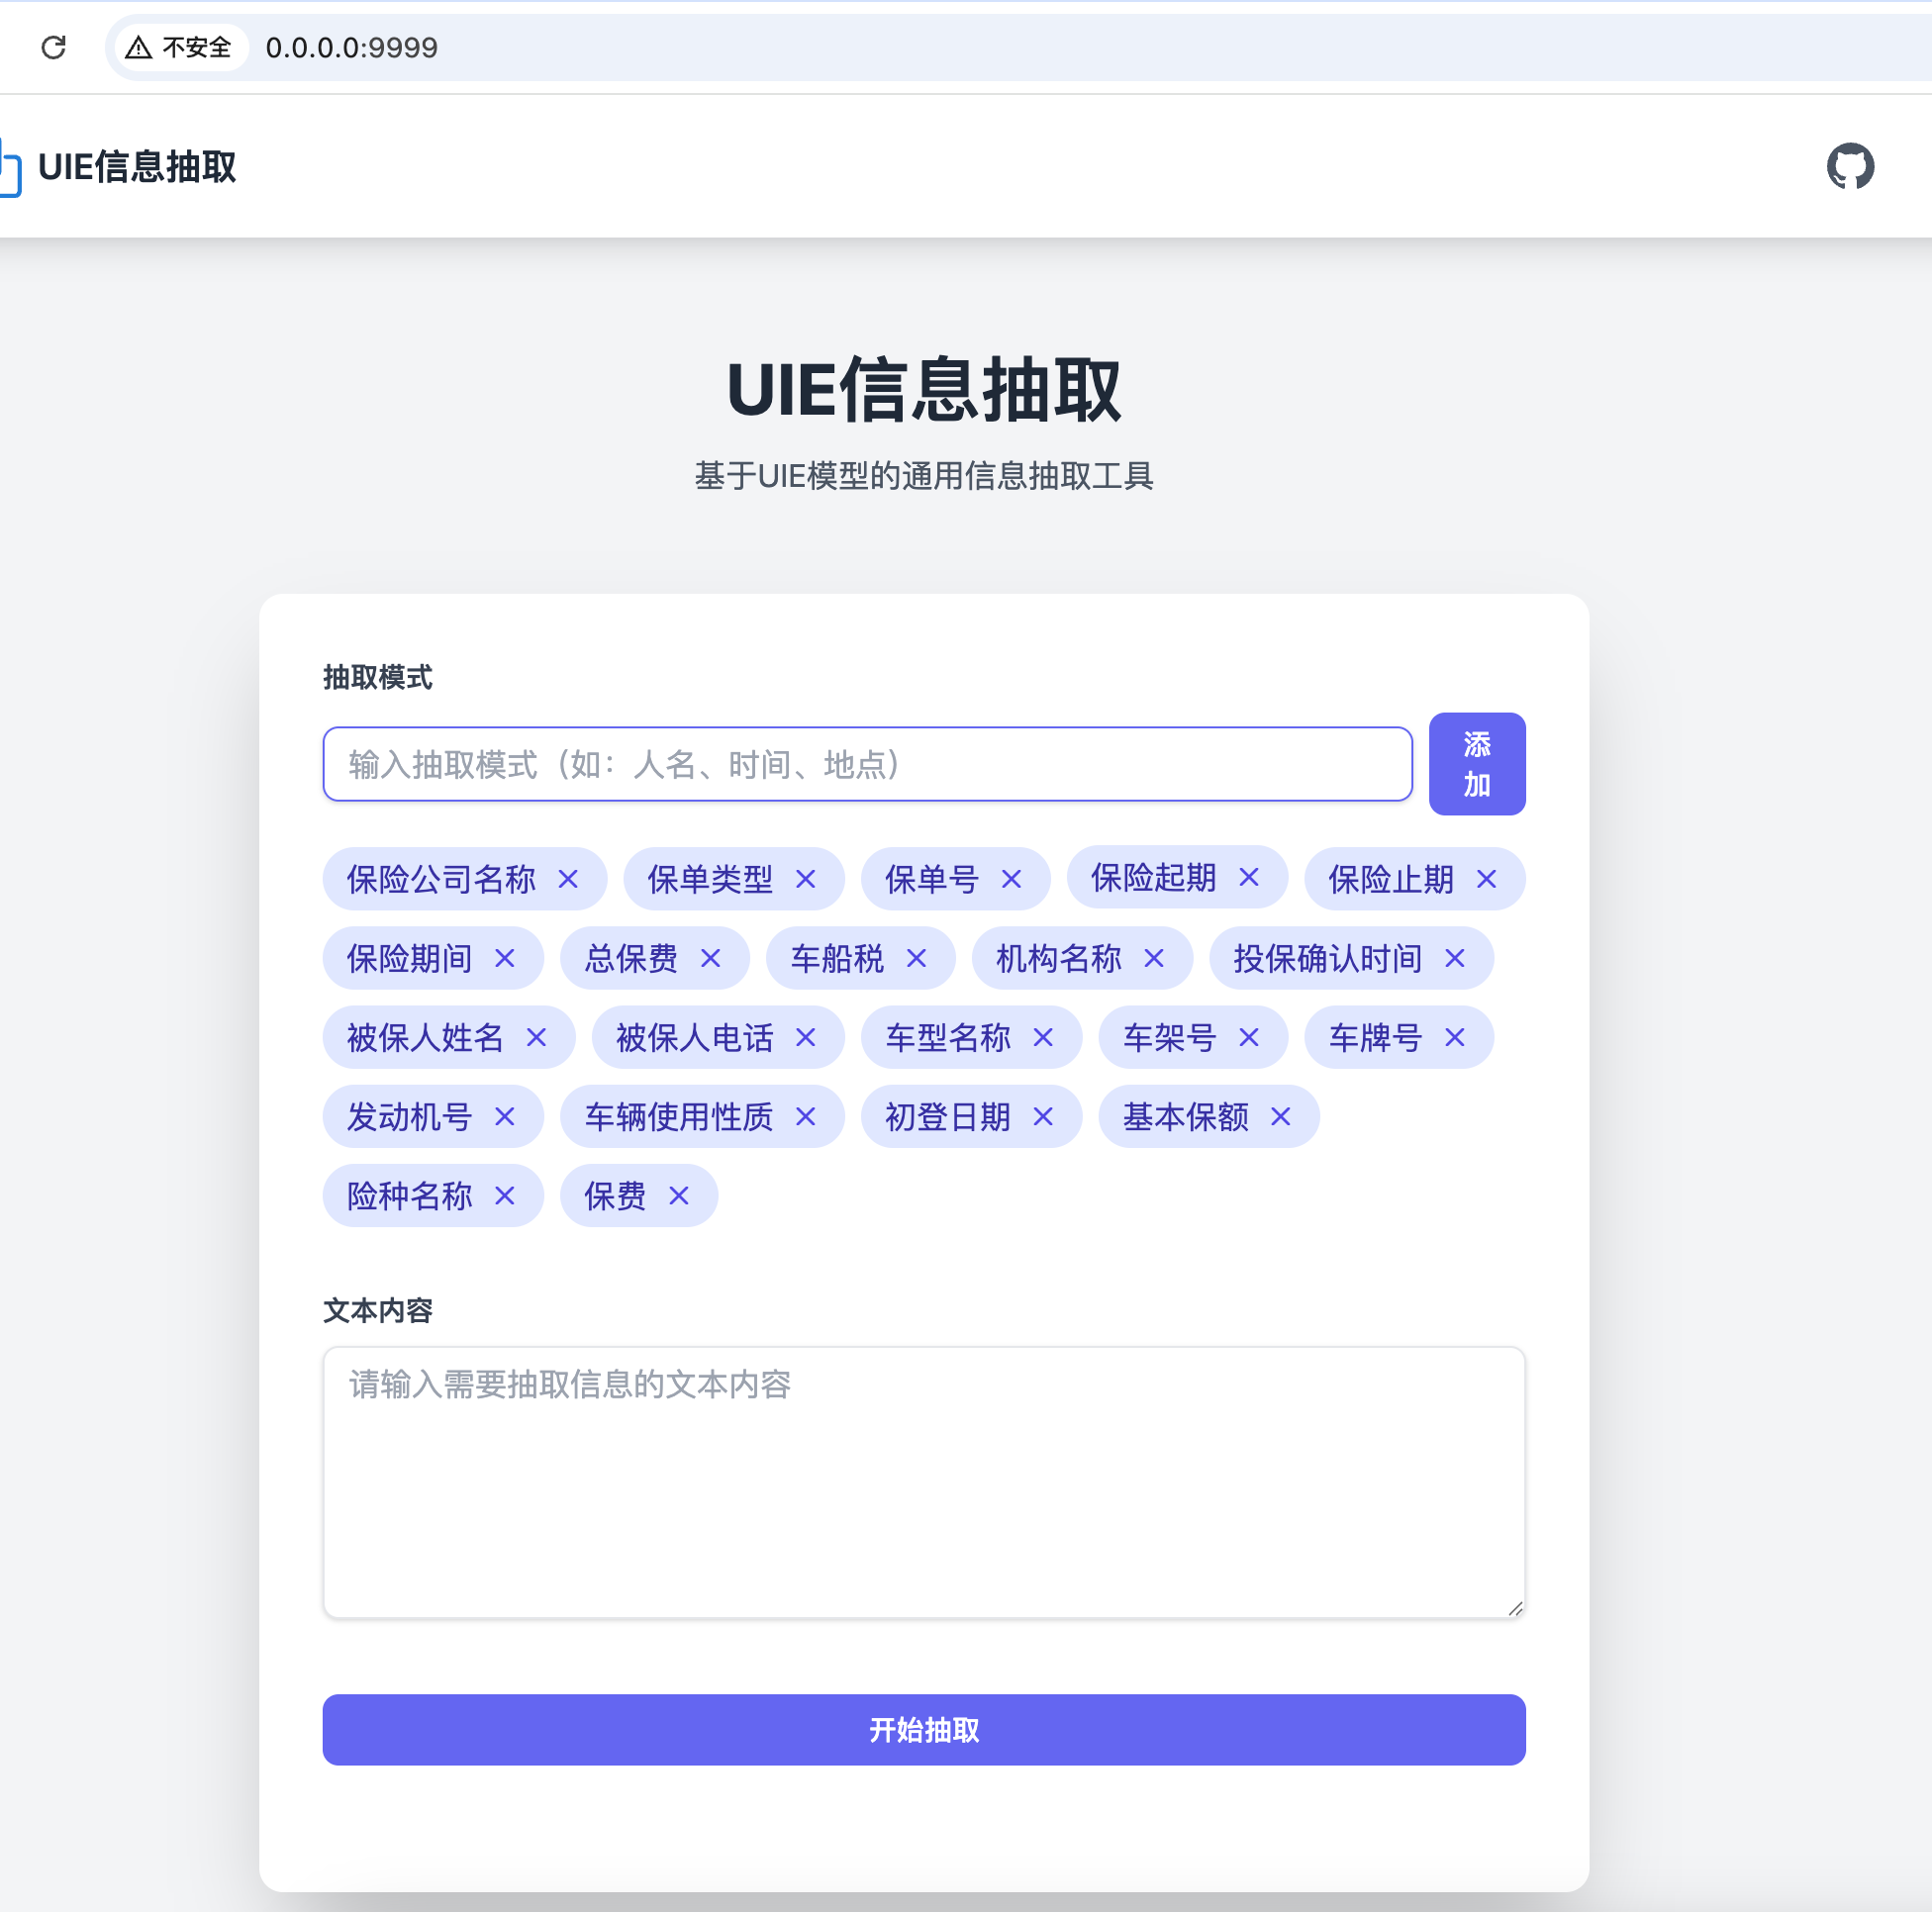 不安全 0.0.0.0:9999
UIE信息抽取
UIE信息抽取
基于UIE模型的通用信息抽取工具
抽取模式
输入抽取模式（如：人名、时间、地点）
添
加
保险公司名称 × 保单类型 × 保单号 × 保险起期 × 保险止期 ×
保险期间 × 总保费 × 车船税 × 机构名称 × 投保确认时间 ×
被保人姓名 × 被保人电话 × 车型名称 × 车架号 × 车牌号 ×
发动机号 × 车辆使用性质 × 初登日期 × 基本保额 ×
险种名称 × 保费 ×
文本内容
请输入需要抽取信息的文本内容
开始抽取